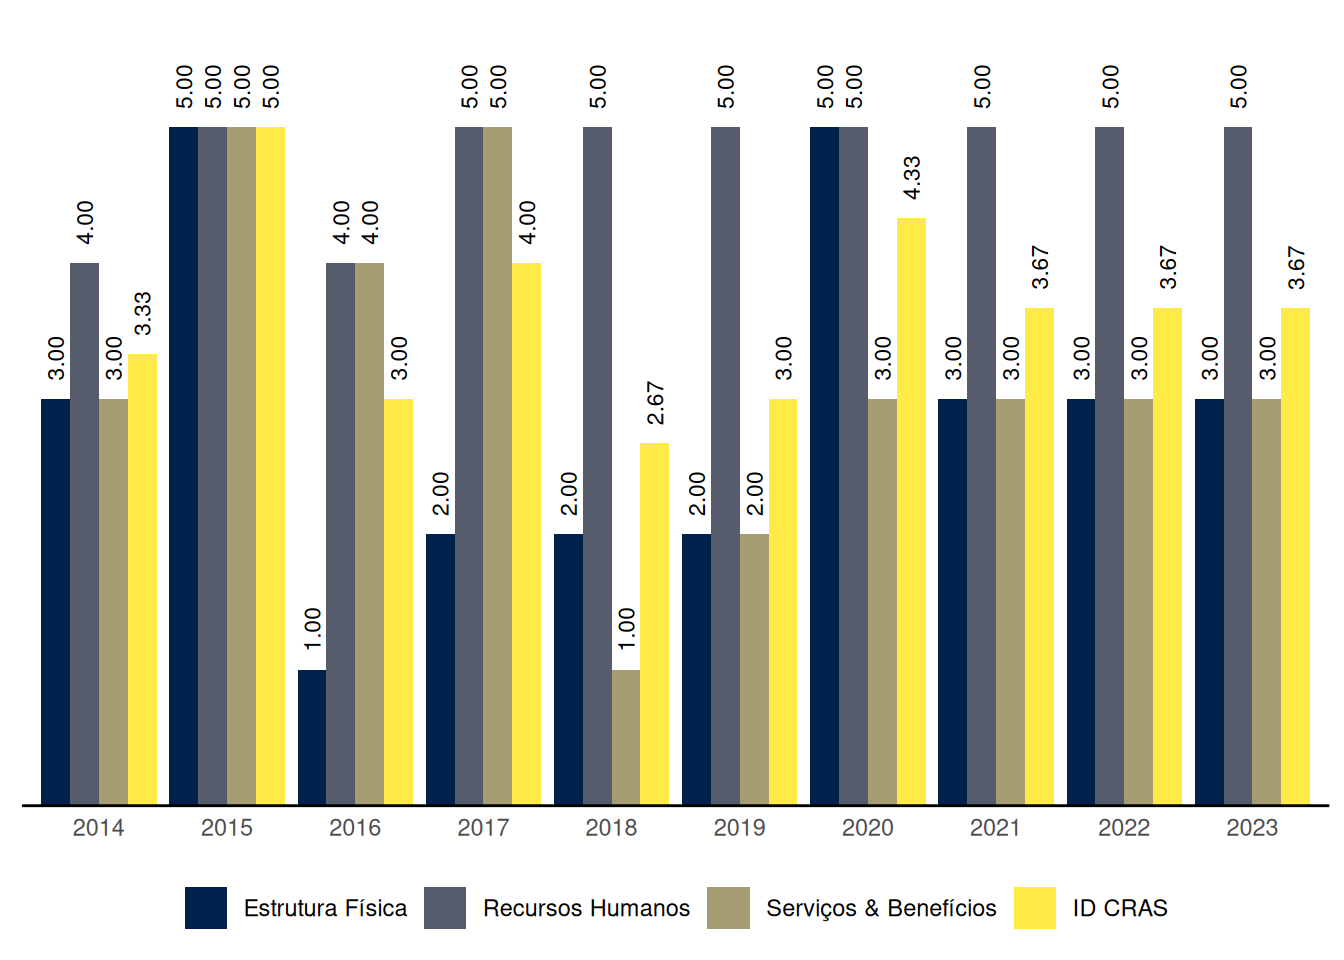 3.00 4.00 3.00 3.33
5.00 5.00 5.00 5.00
1.00 4.00 4.00 3.00
2.00 5.00 5.00 4.00
2.00 5.00 1.00 2.67
2.00 5.00 2.00 3.00
5.00 5.00 3.00 4.33
3.00 5.00 3.00 3.67
3.00 5.00 3.00 3.67
3.00 5.00 3.00 3.67
2014 2015 2016 2017 2018 2019 2020 2021 2022 2023
Estrutura Física Recursos Humanos Serviços & Benefícios ID CRAS